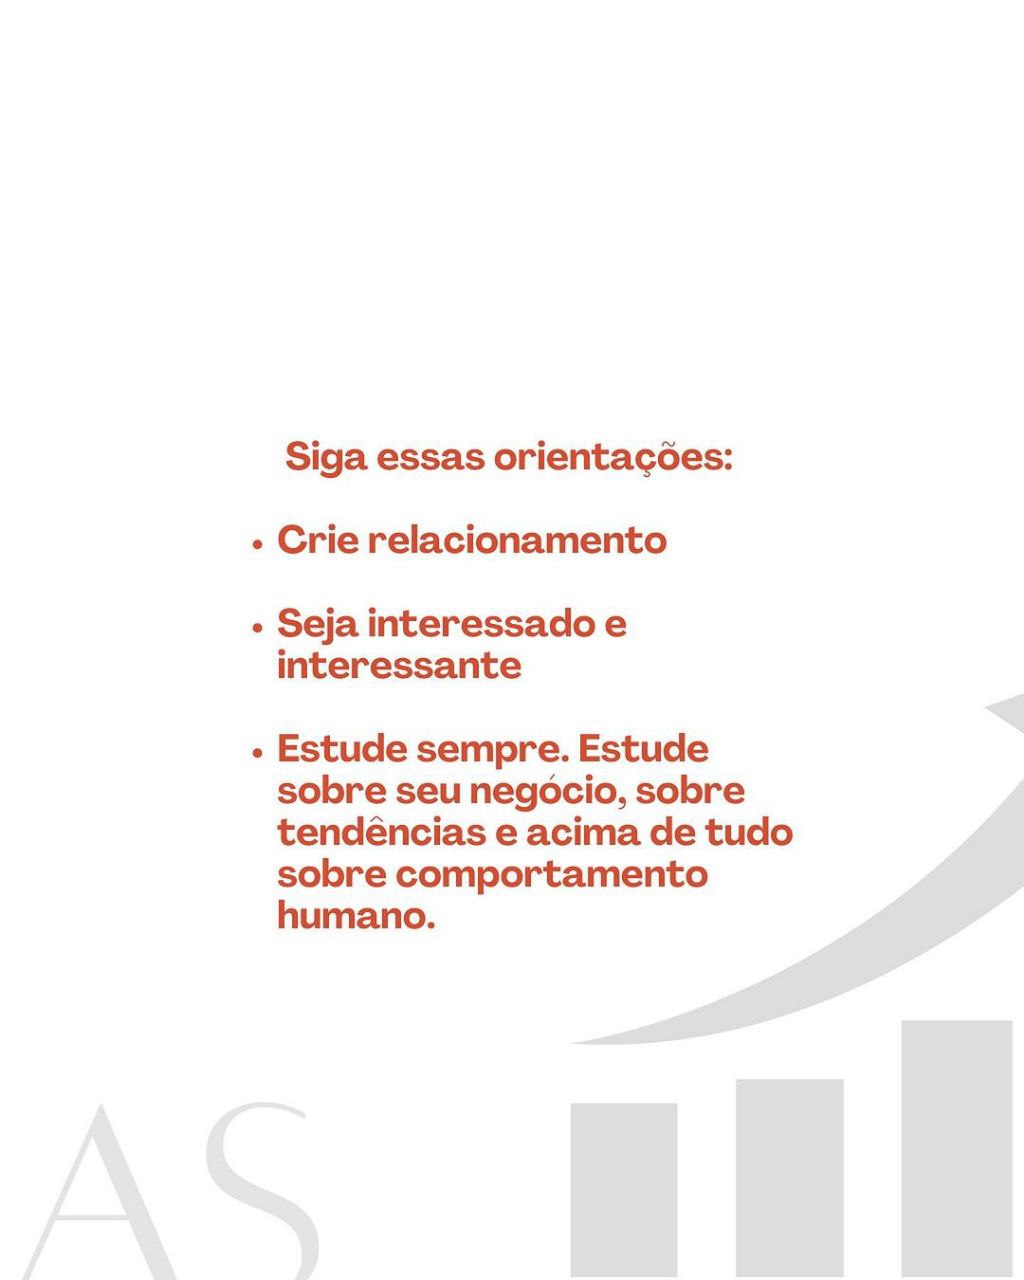 Siga essas orientações:
• Crie relacionamento
• Seja interessado e
interessante
• Estude sempre. Estude
sobre seu negócio, sobre
tendências e acima de tudo
sobre comportamento
humano.
AS